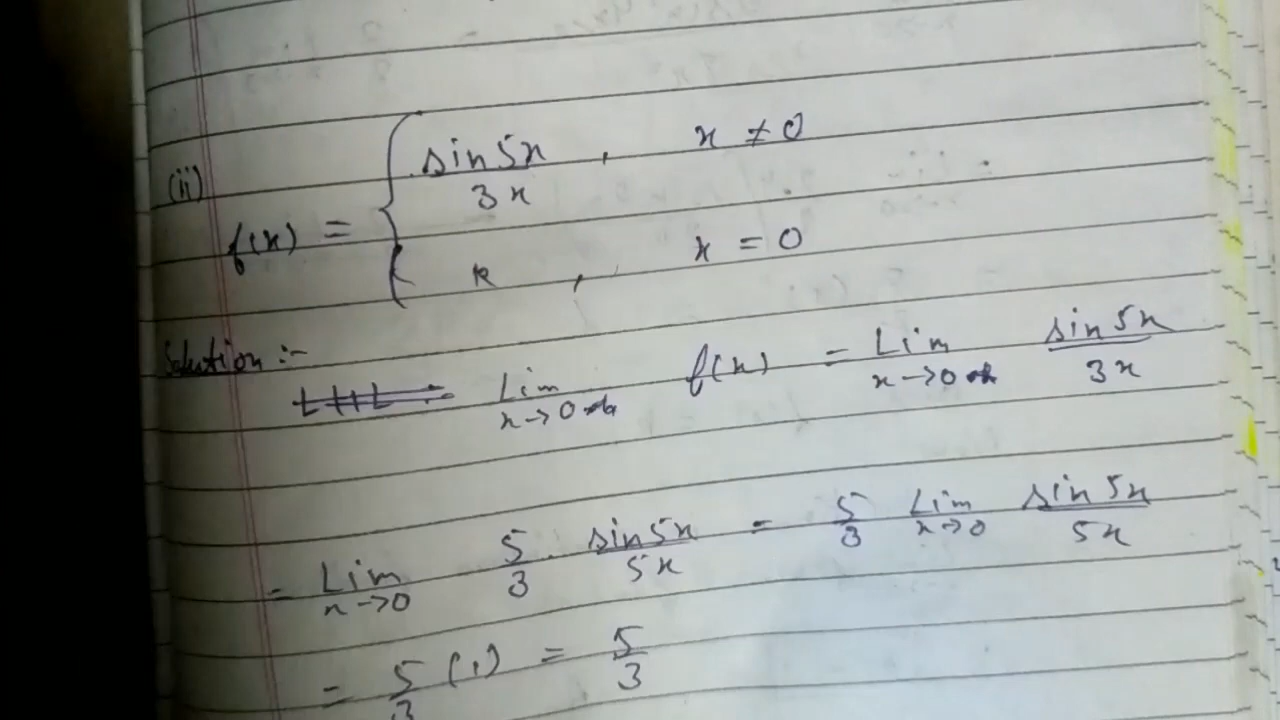 (ii) f(x) = { sin5x / 3x , x ≠ 0
k , x = 0
Solution :-
Lim x→0 f(x) = Lim x→0 sin5x / 3x
= Lim x→0 5/3 . sin5x / 5x = 5/3 Lim x→0 sin5x / 5x
= 5/3 (1) = 5/3